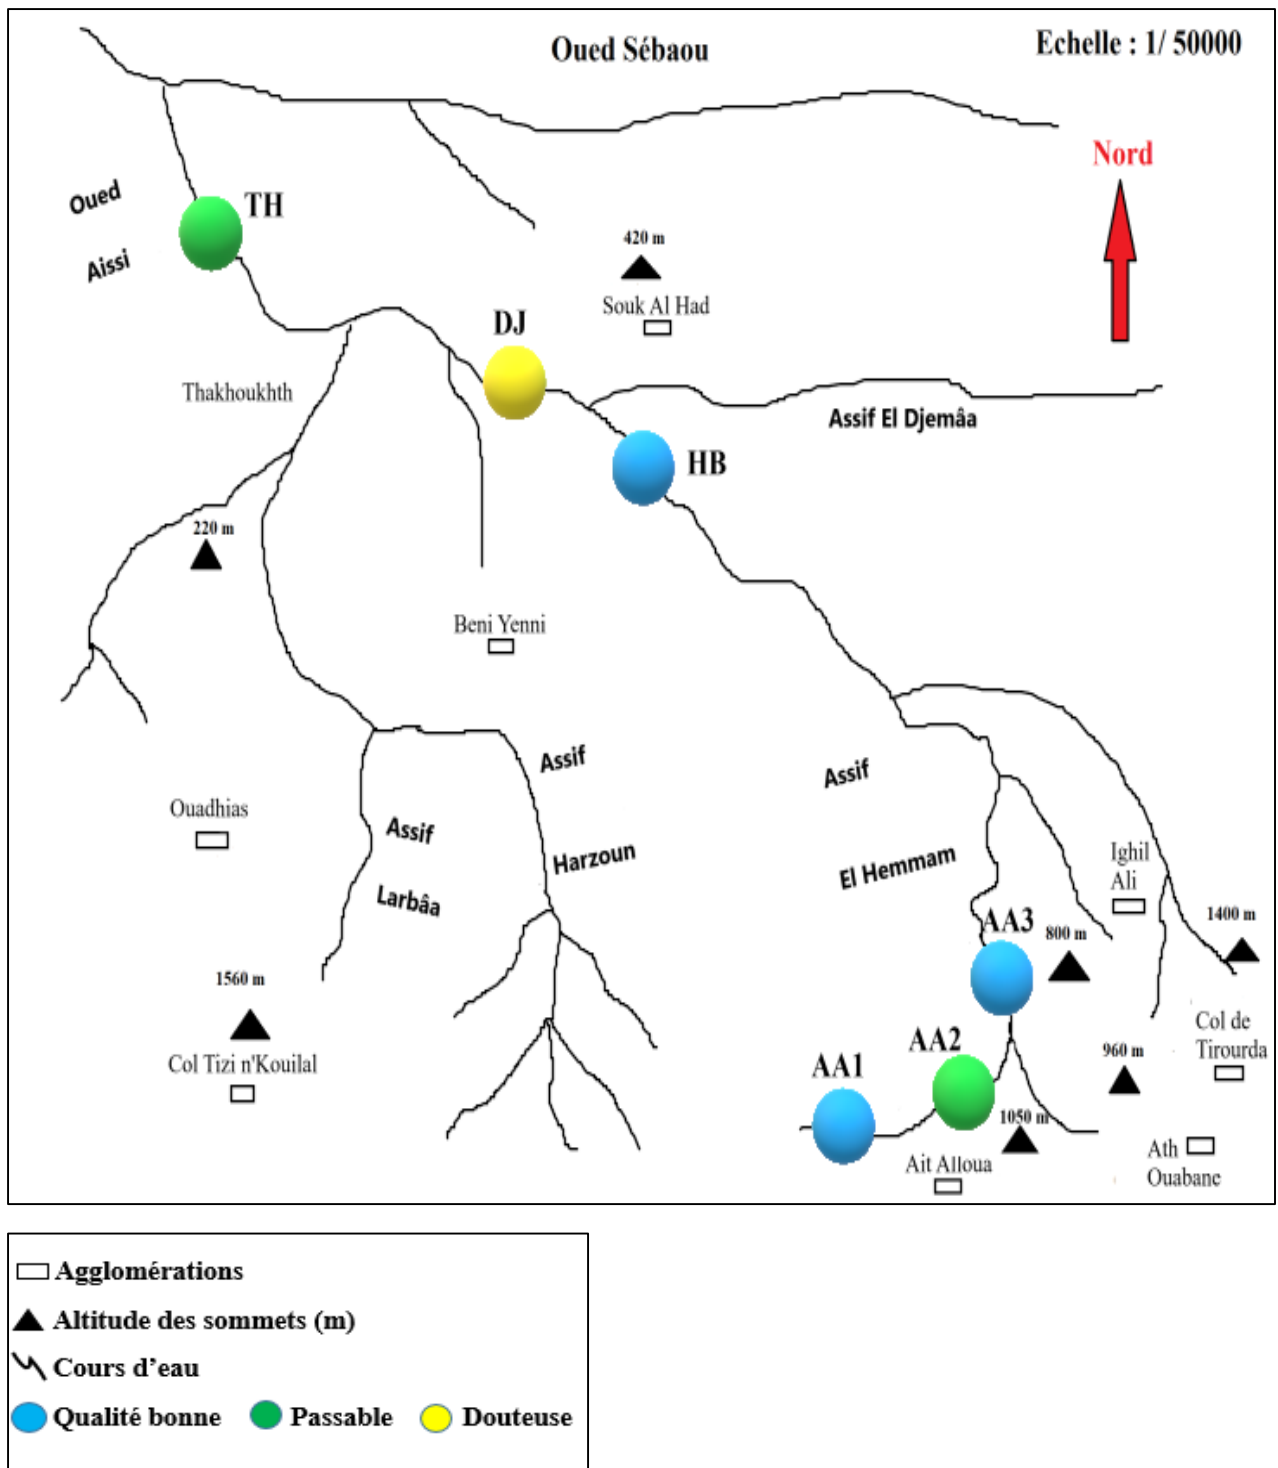 Oued Sébaou
Echelle : 1/ 50000
Nord
Oued
Aissi
TH
420 m
Souk Al Had
DJ
Thakhoukhth
Assif El Djemâa
HB
220 m
Beni Yenni
Assif
Harzoun
Assif
El Hemmam
Ouadhias
Assif
Larbâa
Ighil
Ali
1400 m
AA3
800 m
1560 m
Col Tizi n'Kouilal
Col de
Tirourda
960 m
AA2
AA1
1050 m
Ait Alloua
Ath
Ouabane
Agglomérations
Altitude des sommets (m)
Cours d’eau
Qualité bonne
Passable
Douteuse